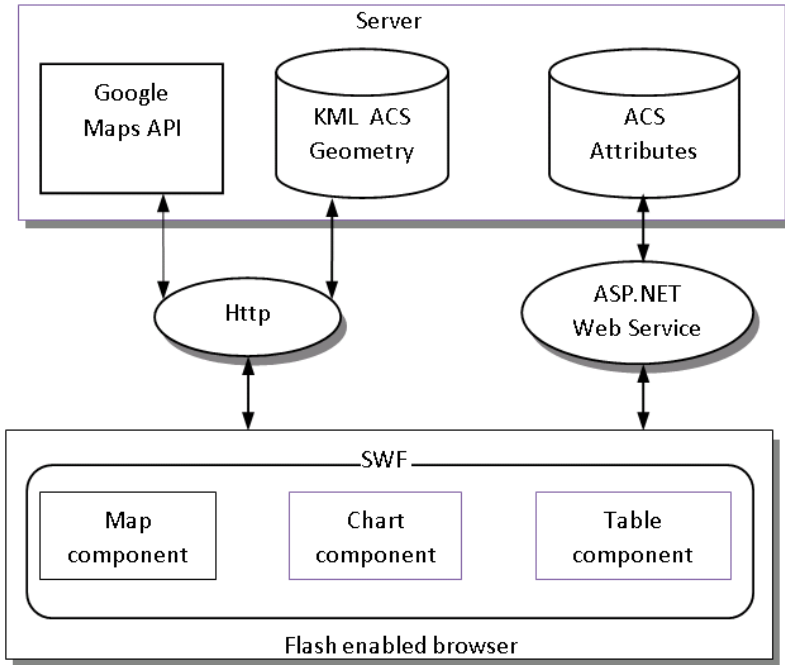 Server
Google
Maps API
KML ACS
Geometry
ACS
Attributes
Http
ASP.NET
Web Service
SWF
Map
component
Chart
component
Table
component
Flash enabled browser